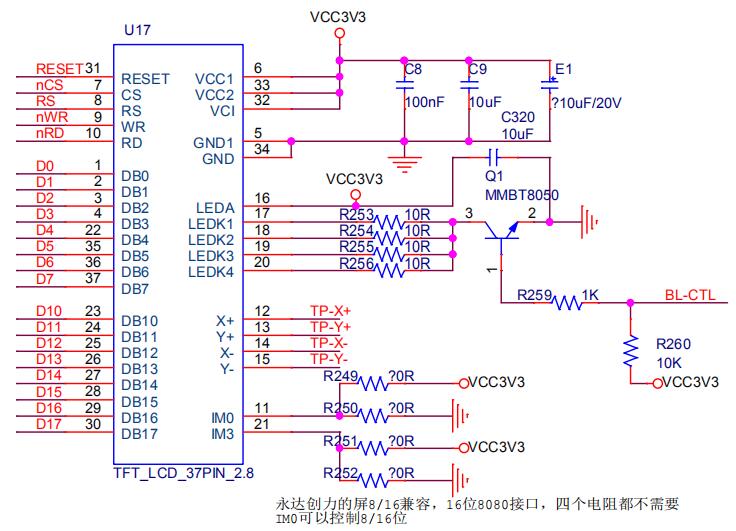 VCC3V3
U17
RESET 31 RESET VCC1 6
nCS 7 CS VCC2 33
RS 8 RS VCI 32
nWR 9 WR
nRD 10 RD GND1 5
GND 34
C8
100nF
C9
10uF
E1
?10uF/20V
C320
10uF
D0 1 DB0
D1 2 DB1
D2 3 DB2
D3 4 DB3
D4 22 DB4
D5 35 DB5
D6 36 DB6
D7 37 DB7
VCC3V3
LEDA 16
LEDK1 17 R253 10R
LEDK2 18 R254 10R
LEDK3 19 R255 10R
LEDK4 20 R256 10R
Q1
MMBT8050
3 2
1
R259 1K BL-CTL
R260
10K
VCC3V3
D10 23 DB10 X+ 12 TP-X+
D11 24 DB11 Y+ 13 TP-Y+
D12 25 DB12 X- 14 TP-X-
D13 26 DB13 Y- 15 TP-Y-
D14 27 DB14
D15 28 DB15
D16 29 DB16 IM0 11
D17 30 DB17 IM3 21
R249 ?0R VCC3V3
R250 ?0R
R251 ?0R VCC3V3
R252 ?0R
TFT_LCD_37PIN_2.8
永达创力的屏8/16兼容，16位8080接口，四个电阻都不需要
IM0可以控制8/16位